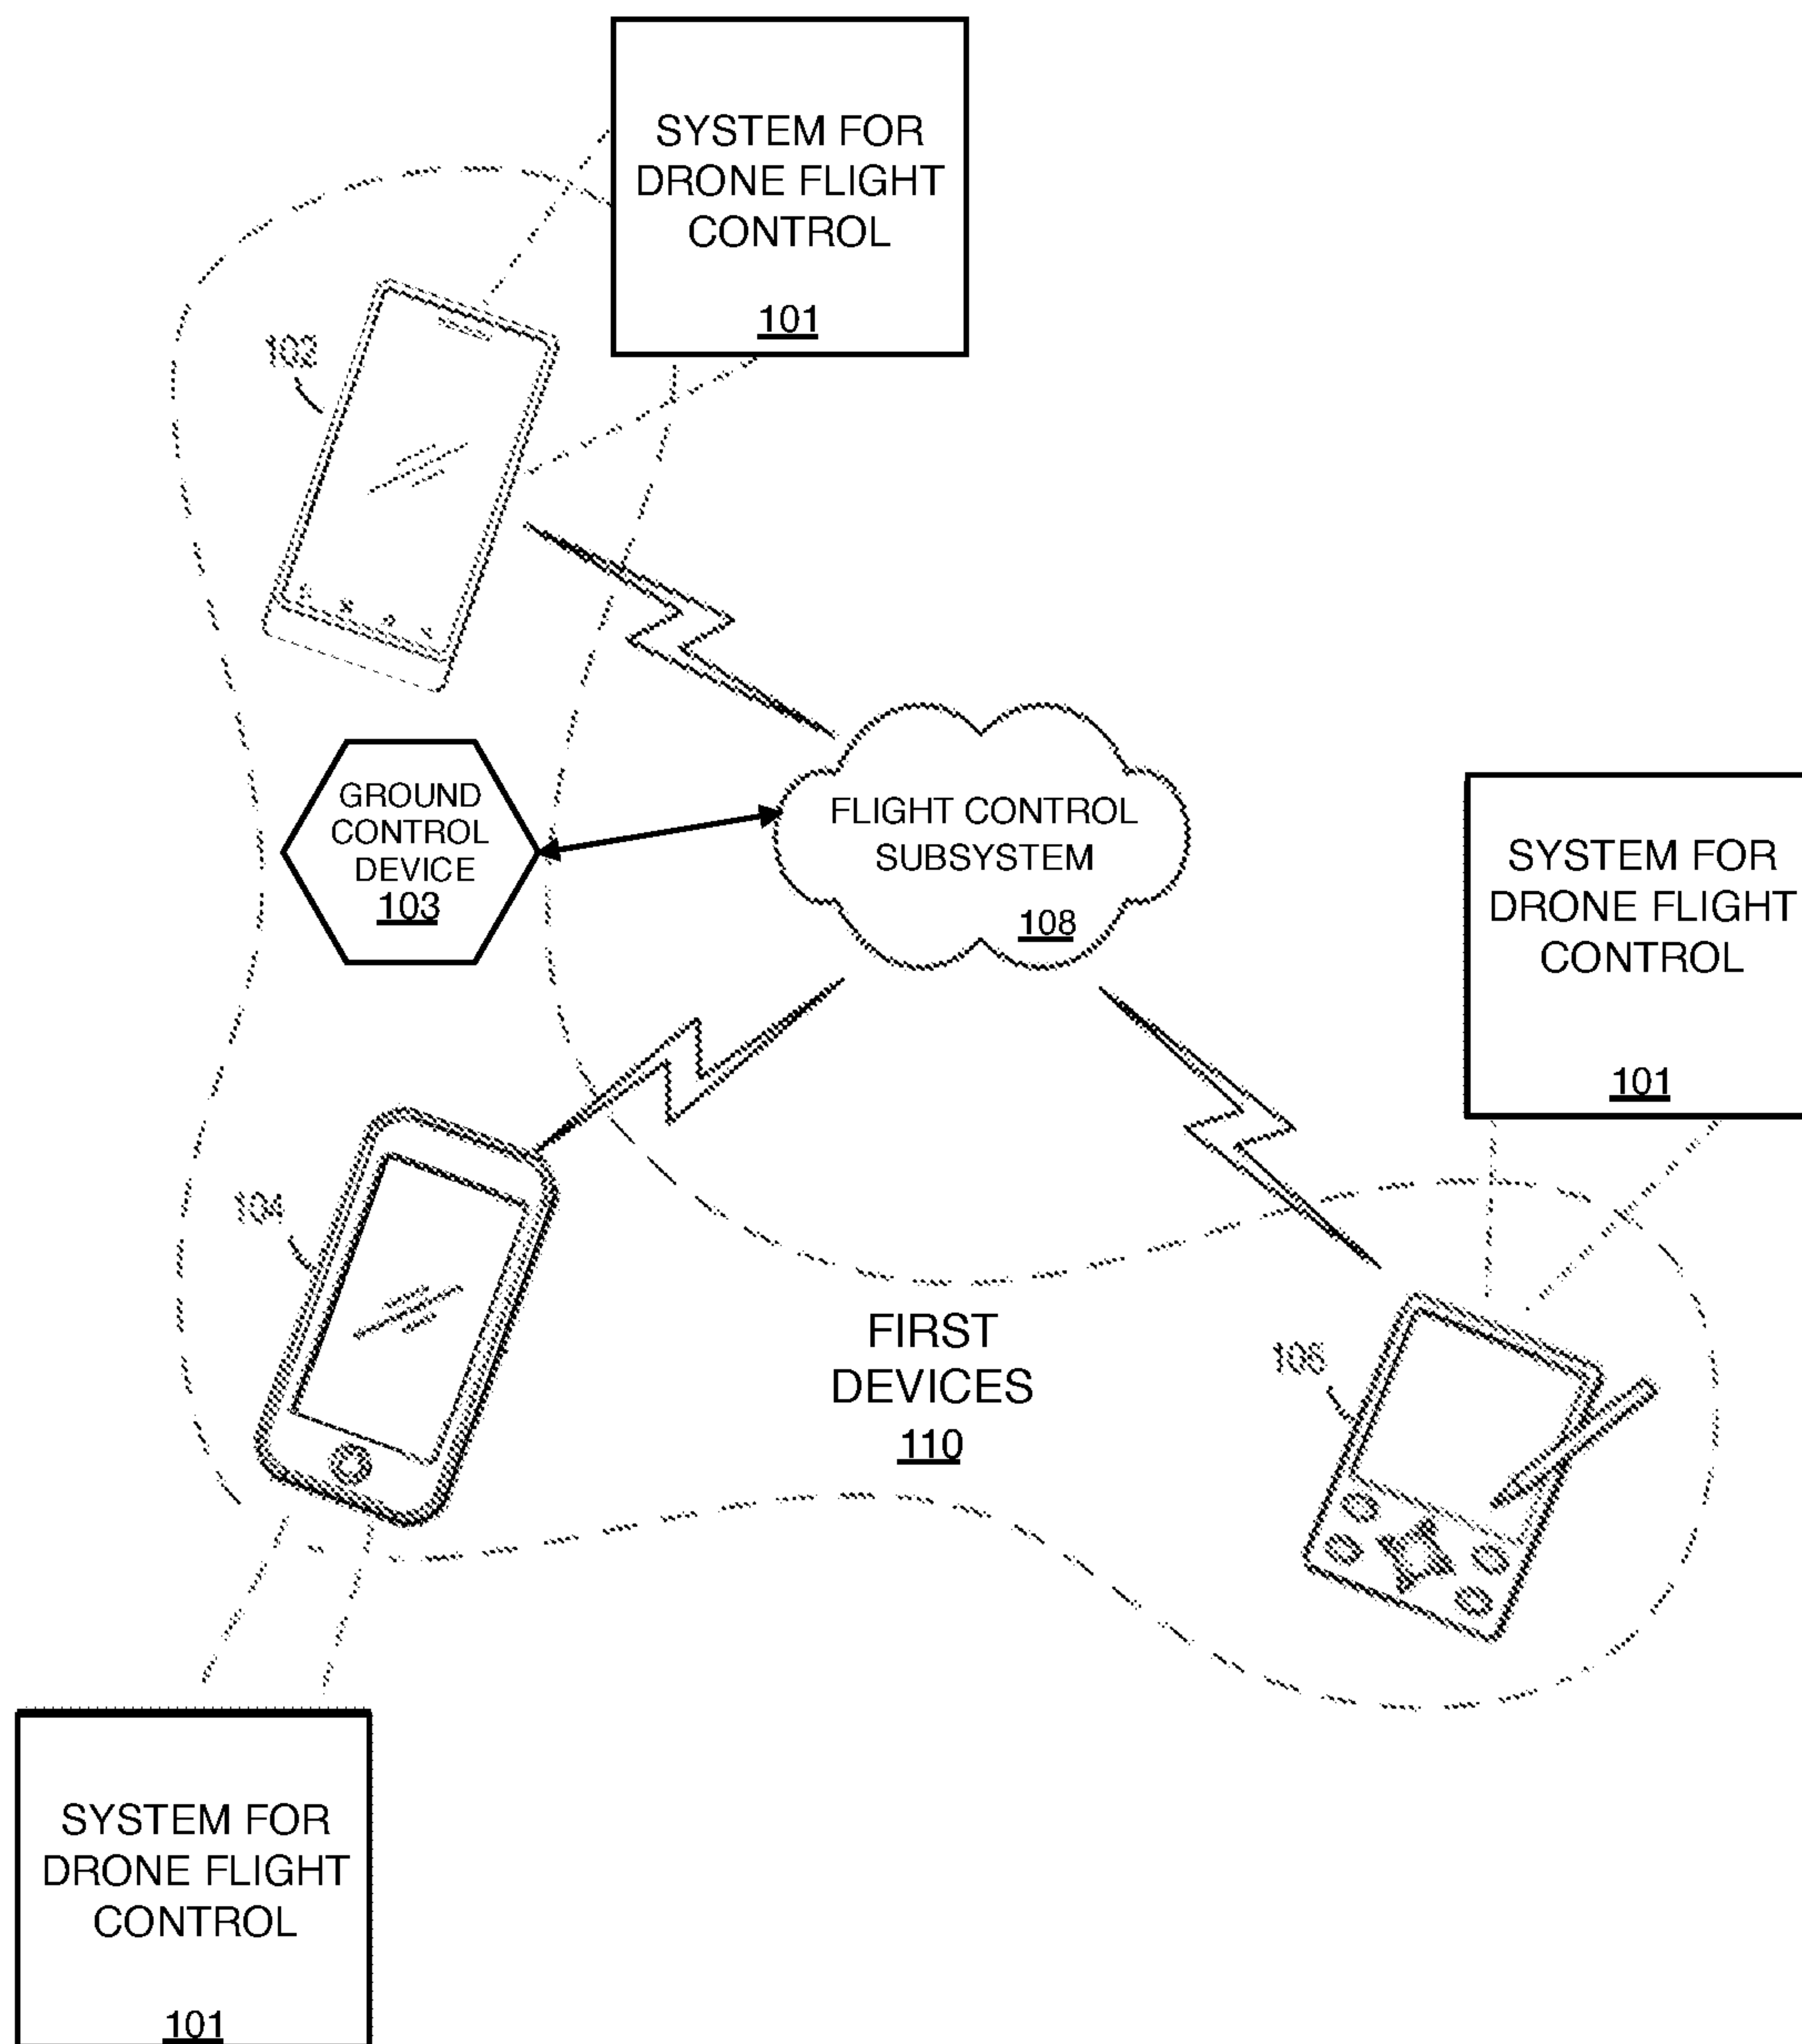 SYSTEM FOR
DRONE FLIGHT
CONTROL
101
102
GROUND
CONTROL
DEVICE
103
FLIGHT CONTROL
SUBSYSTEM
108
SYSTEM FOR
DRONE FLIGHT
CONTROL
101
104
FIRST
DEVICES
110
106
SYSTEM FOR
DRONE FLIGHT
CONTROL
101